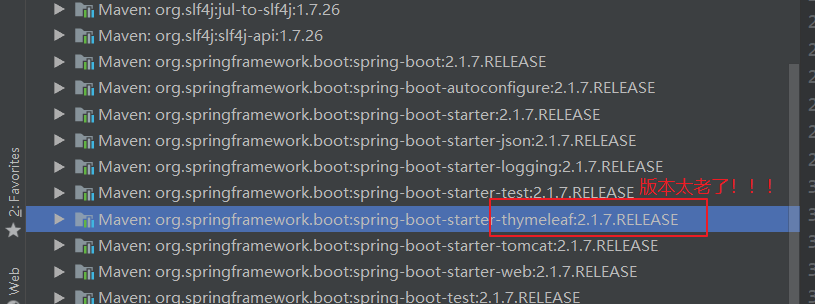 Maven: org.slf4j:jul-to-slf4j:1.7.26
Maven: org.slf4j:slf4j-api:1.7.26
Maven: org.springframework.boot:spring-boot:2.1.7.RELEASE
Maven: org.springframework.boot:spring-boot-autoconfigure:2.1.7.RELEASE
Maven: org.springframework.boot:spring-boot-starter:2.1.7.RELEASE
Maven: org.springframework.boot:spring-boot-starter-json:2.1.7.RELEASE
Maven: org.springframework.boot:spring-boot-starter-logging:2.1.7.RELEASE
Maven: org.springframework.boot:spring-boot-starter-test:2.1.7.RELEASE 版本太老了！！！
Maven: org.springframework.boot:spring-boot-starter-thymeleaf:2.1.7.RELEASE
Maven: org.springframework.boot:spring-boot-starter-tomcat:2.1.7.RELEASE
Maven: org.springframework.boot:spring-boot-starter-web:2.1.7.RELEASE
Maven: org.springframework.boot:spring-boot-test:2.1.7.RELEASE
2: Favorites
Web